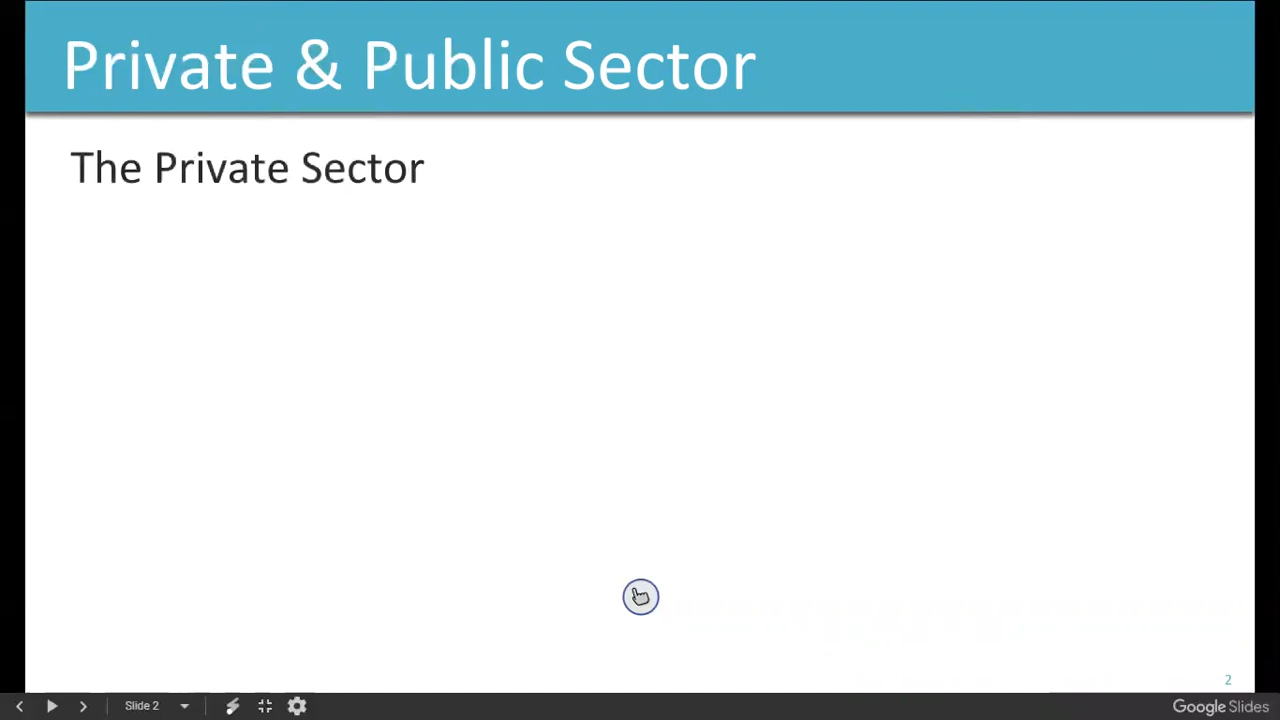 Private & Public Sector
The Private Sector
2
Slide 2
Google Slides